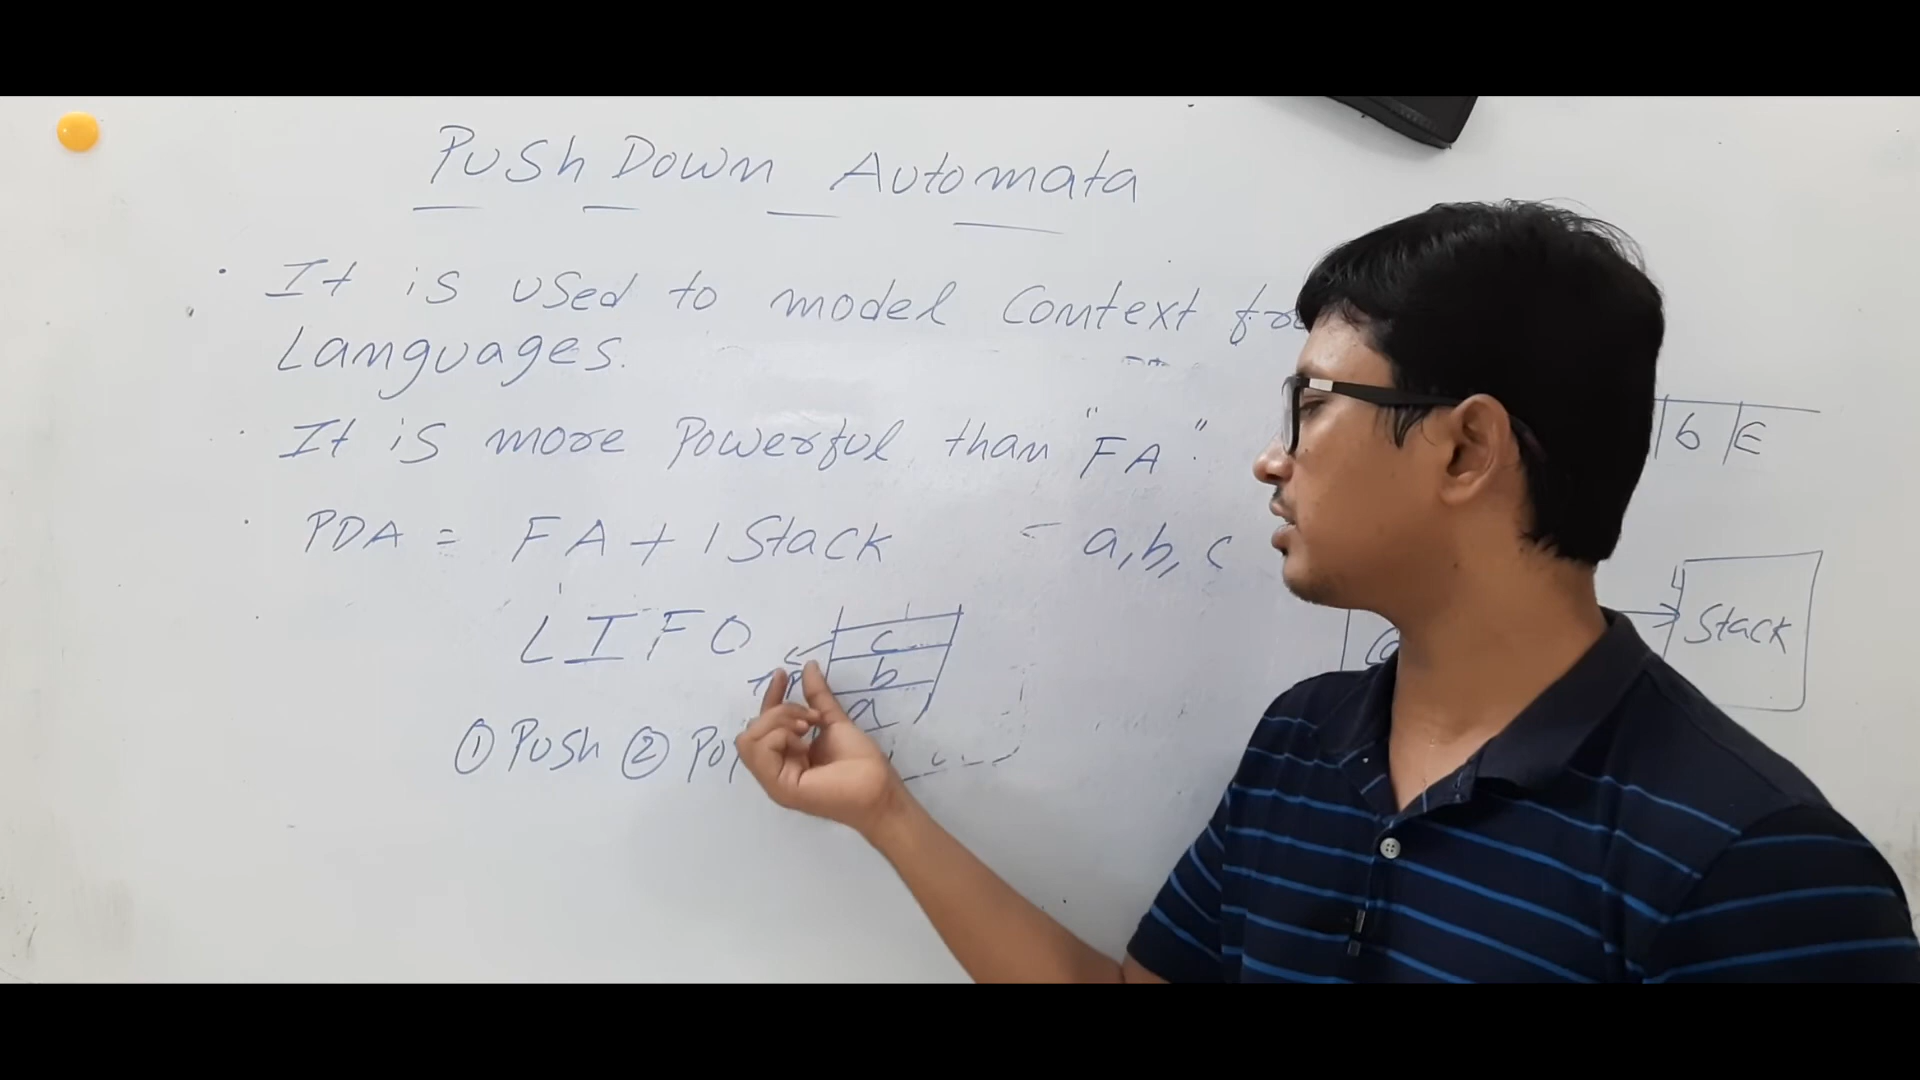 Push Down Automata
It is used to model Context
Languages.
It is more Powerful than "FA".
PDA = FA + 1 Stack = a, b, c
LIFO
c
b
a
① Push ② Pop
b ∈
Stack